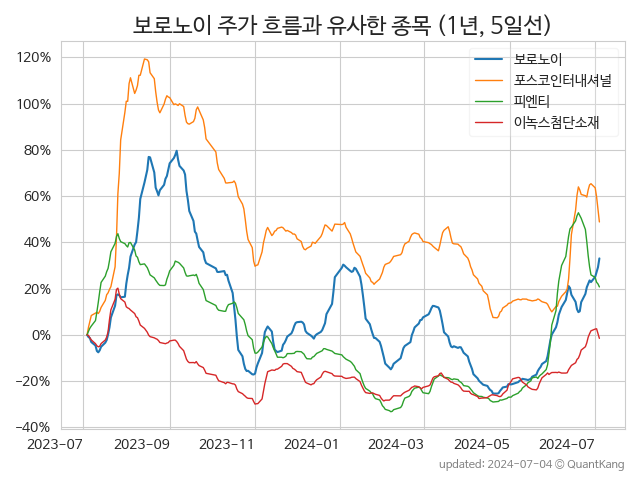 보로노이 주가 흐름과 유사한 종목 (1년, 5일선)
보로노이
포스코인터내셔널
피엔티
이녹스첨단소재
120%
100%
80%
60%
40%
20%
0%
−20%
−40%
2023-07 2023-09 2023-11 2024-01 2024-03 2024-05 2024-07
updated: 2024-07-04 © QuantKang